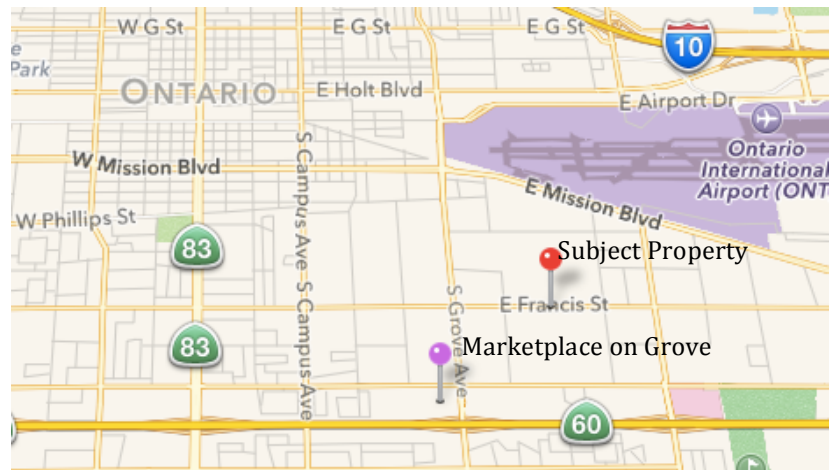 W G St
E G St
E G St
10
e
Park
ONTARIO
E Holt Blvd
E Airport Dr
Ontario
International
Airport (ONT
W Mission Blvd
S Campus Ave
E Mission Blvd
W Phillips St
83
Subject Property
S Campus Ave
S Grove Ave
E Francis St
83
Marketplace on Grove
60